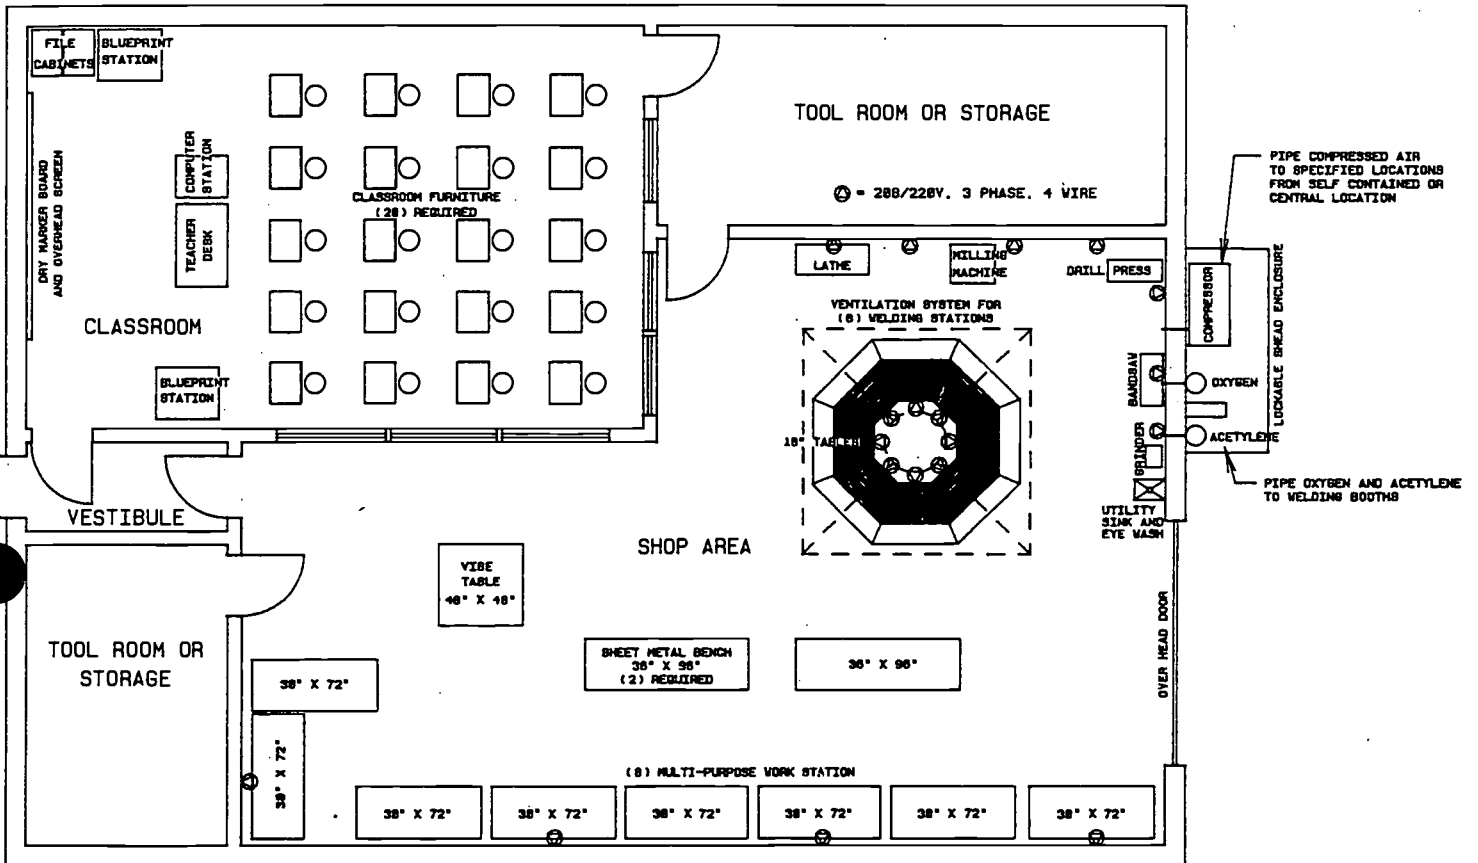 FILE
CABINETS
BLUEPRINT
STATION
TOOL ROOM OR STORAGE
= 208/220V, 3 PHASE, 4 WIRE
PIPE COMPRESSED AIR
TO SPECIFIED LOCATIONS
FROM SELF CONTAINED OR
CENTRAL LOCATION
DRY MARKER BOARD
AND OVERHEAD SCREEN
COMPUTER
STATION
TEACHER
DESK
CLASSROOM FURNITURE
(20) REQUIRED
CLASSROOM
BLUEPRINT
STATION
LATHE
MILLING
MACHINE
DRILL PRESS
COMPRESSOR
LOCKABLE SHEAD ENCLOSURE
VENTILATION SYSTEM FOR
(8) WELDING STATIONS
18" TABLES
BANDSAW
OXYGEN
GRINDER
ACETYLENE
PIPE OXYGEN AND ACETYLENE
TO WELDING BOOTHS
UTILITY
SINK AND
EYE WASH
VESTIBULE
SHOP AREA
VIBE
TABLE
48" X 48"
OVER HEAD DOOR
TOOL ROOM OR
STORAGE
SHEET METAL BENCH
36" X 96"
(2) REQUIRED
36" X 96"
36" X 72"
36" X 72"
(8) MULTI-PURPOSE WORK STATION
36" X 72"
36" X 72"
36" X 72"
36" X 72"
36" X 72"
36" X 72"